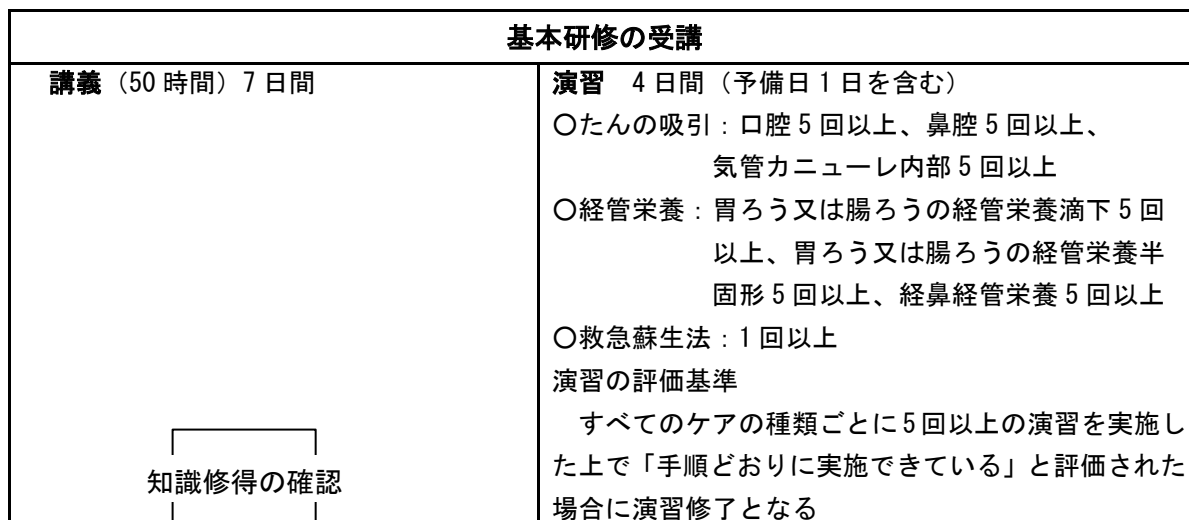 基本研修の受講
講義（50 時間）7 日間
知識修得の確認
演習　4 日間（予備日 1 日を含む）
〇たんの吸引：口腔 5 回以上、鼻腔 5 回以上、
気管カニューレ内部 5 回以上
〇経管栄養：胃ろう又は腸ろうの経管栄養滴下 5 回
以上、胃ろう又は腸ろうの経管栄養半
固形 5 回以上、経鼻経管栄養 5 回以上
〇救急蘇生法：1 回以上
演習の評価基準
すべてのケアの種類ごとに 5 回以上の演習を実施し
た上で「手順どおりに実施できている」と評価された
場合に演習修了となる